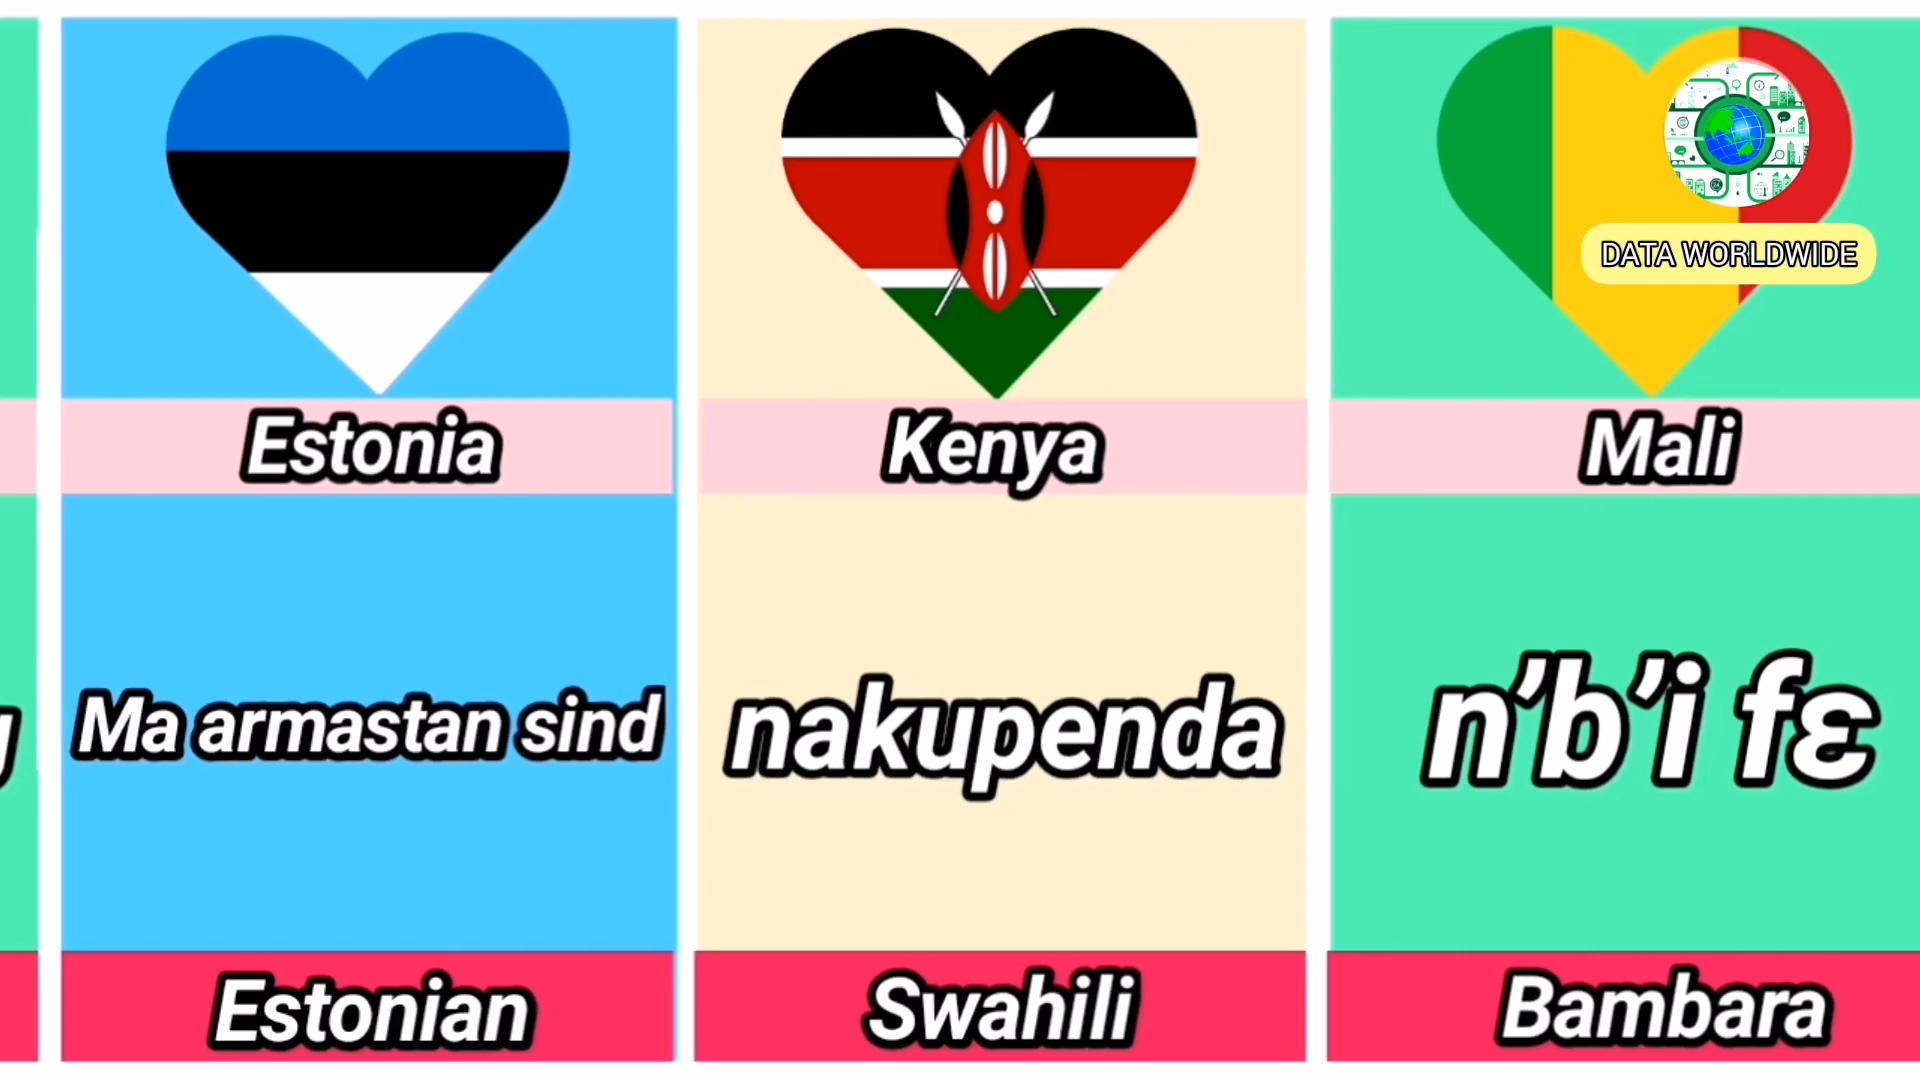 DATA WORLDWIDE
Estonia
Kenya
Mali
Ma armastan sind
nakupenda
n’b’i fɛ
Estonian
Swahili
Bambara